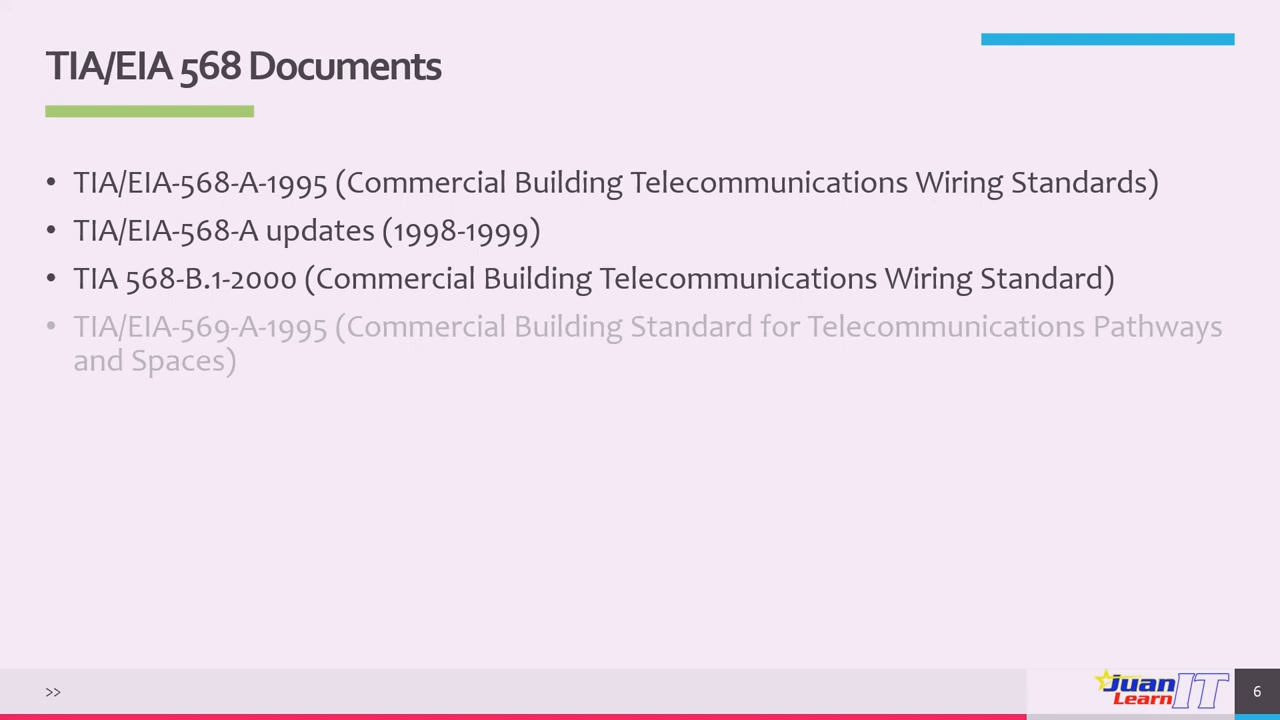 TIA/EIA 568 Documents
• TIA/EIA-568-A-1995 (Commercial Building Telecommunications Wiring Standards)
• TIA/EIA-568-A updates (1998-1999)
• TIA 568-B.1-2000 (Commercial Building Telecommunications Wiring Standard)
• TIA/EIA-569-A-1995 (Commercial Building Standard for Telecommunications Pathways
and Spaces)
>>
Juan
Learn IT
6